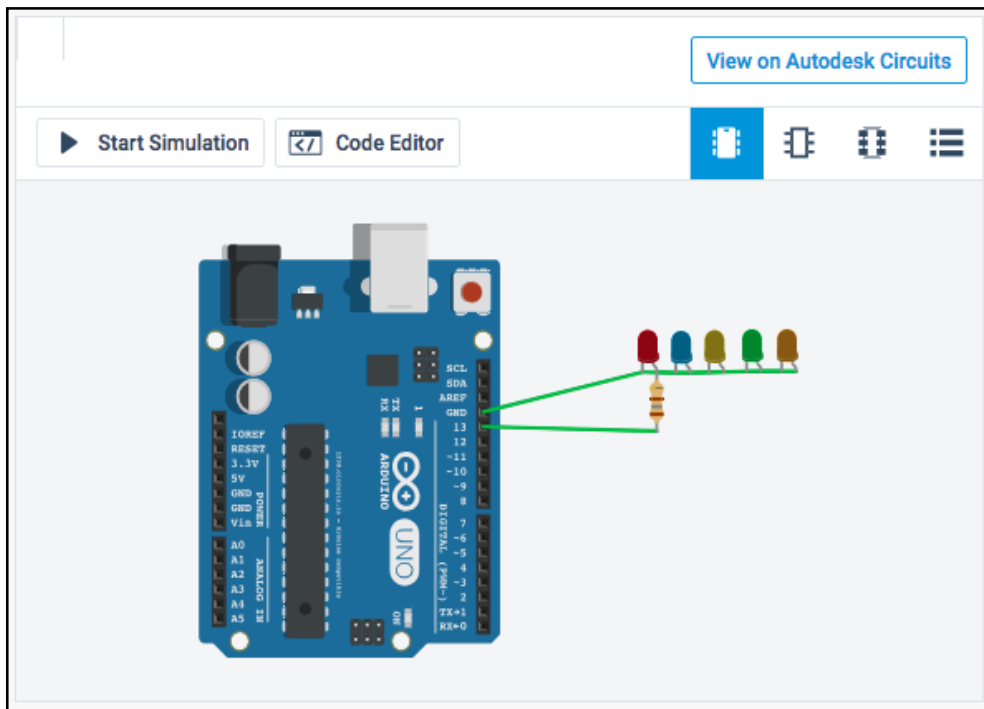 View on Autodesk Circuits
Start Simulation
Code Editor
SCL
SDA
AREF
GND
13
12
~11
~10
~9
8
7
~6
~5
4
~3
2
TX→1
RX←0
IOREF
RESET
3.3V
5V
GND
GND
Vin
A0
A1
A2
A3
A4
A5
POWER
ANALOG IN
RX
TX
1
ARDUINO
UNO
DIGITAL (PWM~)
ON